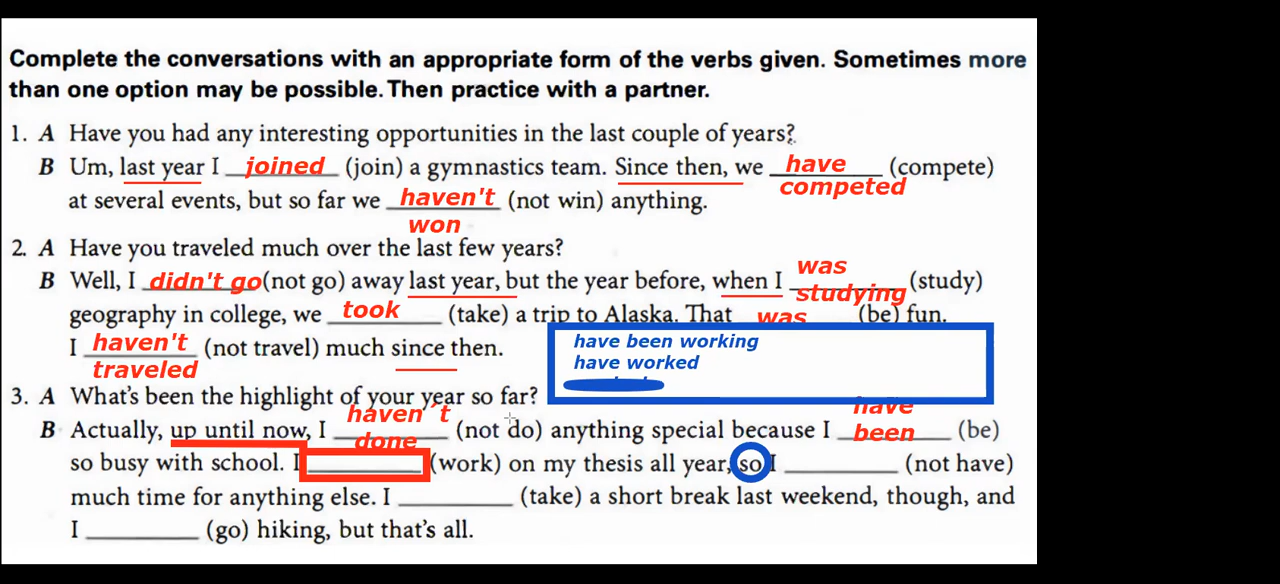 Complete the conversations with an appropriate form of the verbs given. Sometimes more
than one option may be possible. Then practice with a partner.
1. A Have you had any interesting opportunities in the last couple of years?
B Um, last year I joined (join) a gymnastics team. Since then, we have competed (compete)
at several events, but so far we haven't won (not win) anything.
2. A Have you traveled much over the last few years?
B Well, I didn't go (not go) away last year, but the year before, when I was studying (study)
geography in college, we took (take) a trip to Alaska. That was (be) fun.
I haven't traveled (not travel) much since then.
have been working
have worked
3. A What's been the highlight of your year so far?
B Actually, up until now, I haven't done (not do) anything special because I have been (be)
so busy with school. I ________ (work) on my thesis all year, so I ________ (not have)
much time for anything else. I ________ (take) a short break last weekend, though, and
I ________ (go) hiking, but that's all.